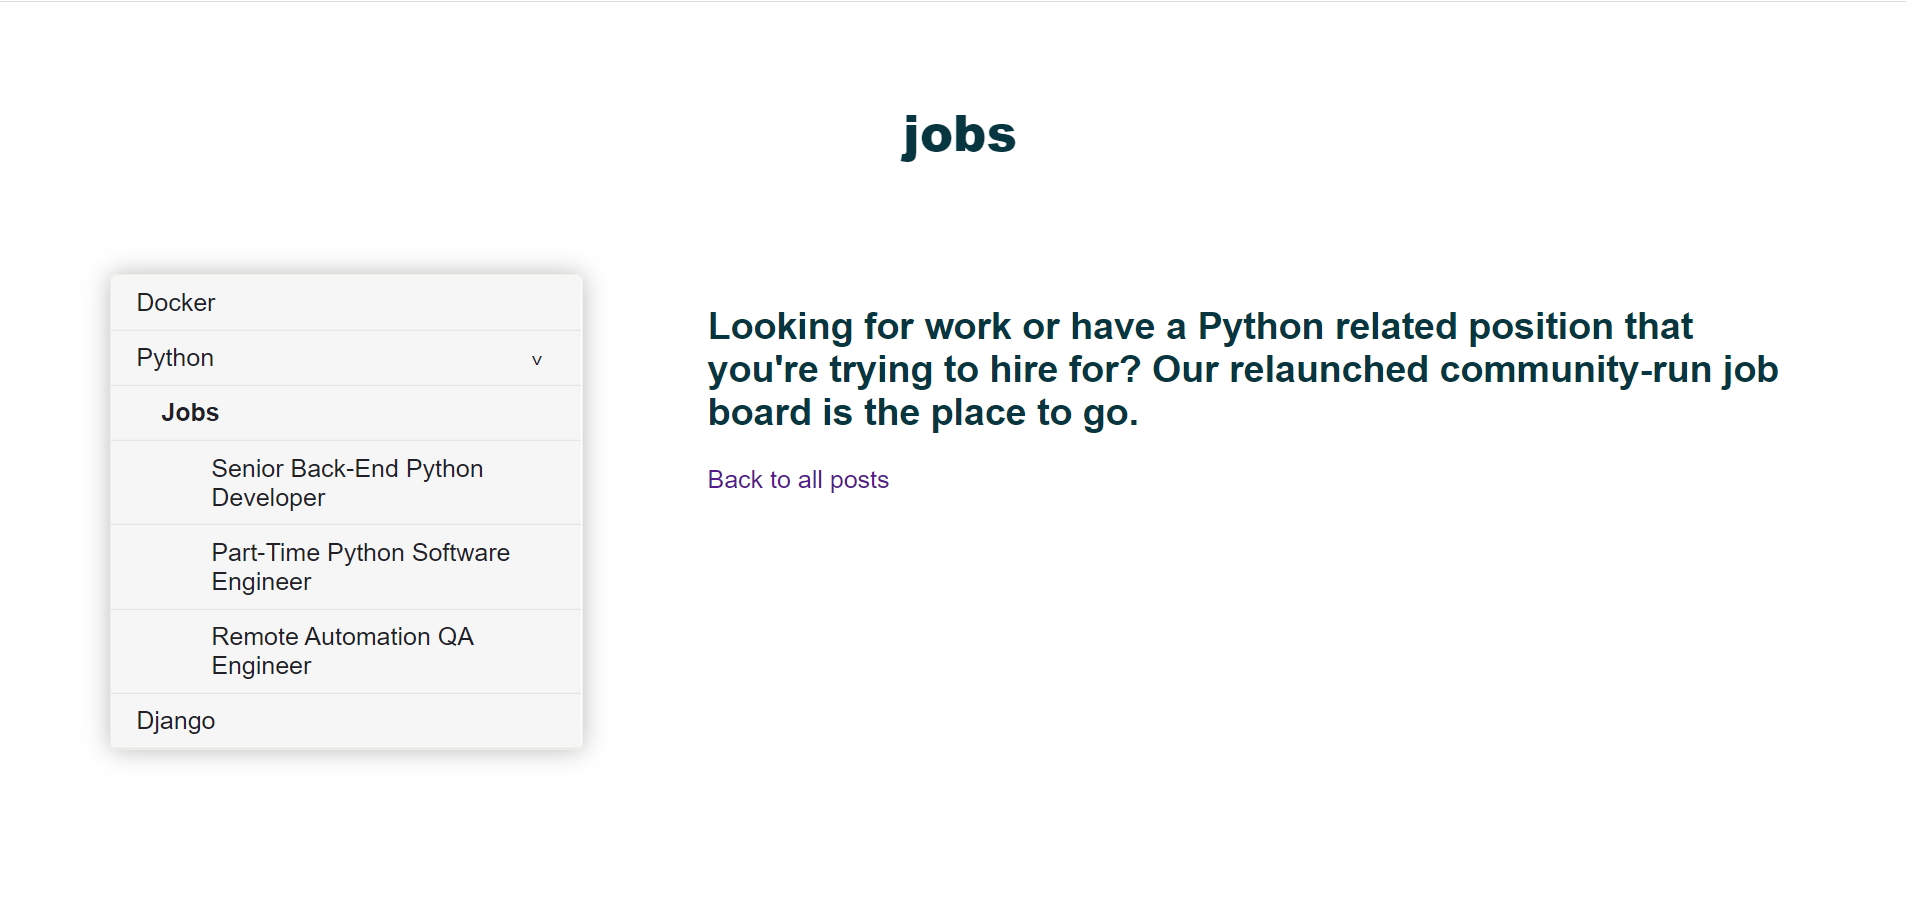 jobs
Docker
Python v
Jobs
Senior Back-End Python
Developer
Part-Time Python Software
Engineer
Remote Automation QA
Engineer
Django
Looking for work or have a Python related position that
you're trying to hire for? Our relaunched community-run job
board is the place to go.
Back to all posts